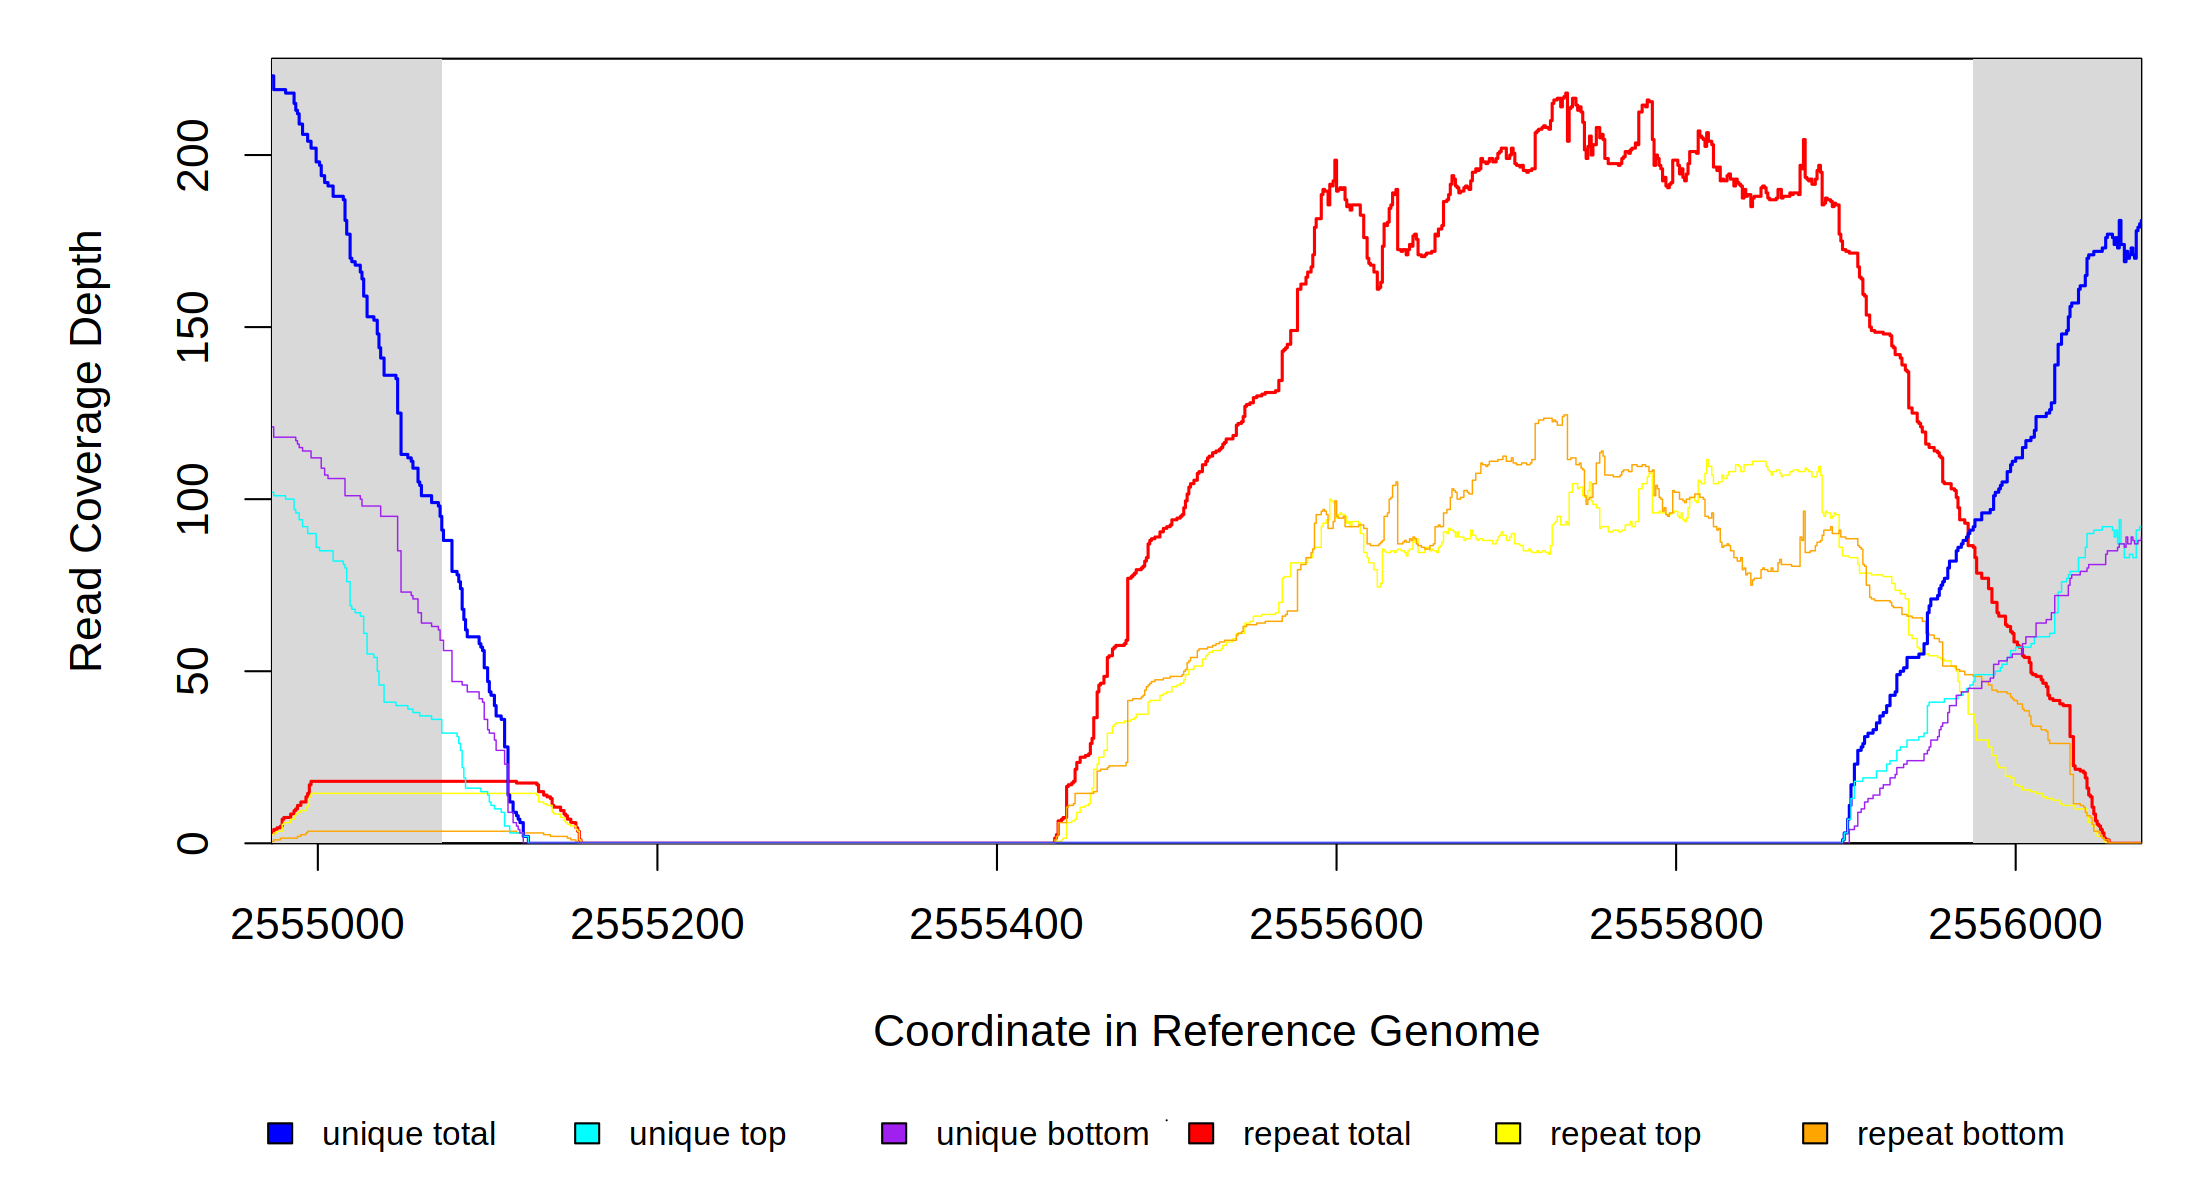 200
150
100
50
0
Read Coverage Depth
2555000 2555200 2555400 2555600 2555800 2556000
Coordinate in Reference Genome
unique total unique top unique bottom repeat total repeat top repeat bottom